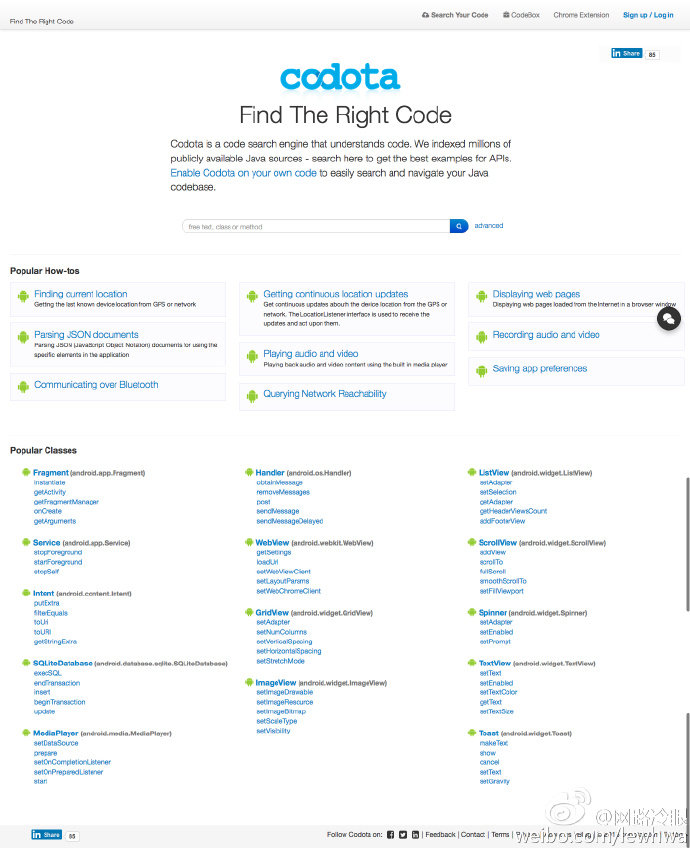 Find The Right Code
Search Your Code
CodeBox
Chrome Extension
Sign up / Log in
in Share 85
codota
Find The Right Code
Codota is a code search engine that understands code. We indexed millions of
publicly available Java sources - search here to get the best examples for APIs.
Enable Codota on your own code to easily search and navigate your Java
codebase.
free text, class or method
advanced
Popular How-tos
Finding current location
Getting the last known device location from GPS or network
Parsing JSON documents
Parsing JSON (JavaScript Object Notation) documents for using the
specific elements in the application
Communicating over Bluetooth
Getting continuous location updates
Get continuous updates abouth the device location from the GPS or
network. The LocationListener interface is used to receive the
updates and act upon them.
Playing audio and video
Playing back audio and video content using the built in media player
Querying Network Reachability
Displaying web pages
Displaying web pages loaded from the Internet in a browser window
Recording audio and video
Saving app preferences
Popular Classes
Fragment (android.app.Fragment)
instantiate
getActivity
getFragmentManager
onCreate
getArguments
Service (android.app.Service)
stopForeground
startForeground
stopSelf
Intent (android.content.Intent)
putExtra
filterEquals
toUri
toURI
getStringExtra
SQLiteDatabase (android.database.sqlite.SQLiteDatabase)
execSQL
endTransaction
insert
beginTransaction
update
MediaPlayer (android.media.MediaPlayer)
setDataSource
prepare
setOnCompletionListener
setOnPreparedListener
start
Handler (android.os.Handler)
obtainMessage
removeMessages
post
sendMessage
sendMessageDelayed
WebView (android.webkit.WebView)
getSettings
loadUrl
setWebViewClient
setLayoutParams
setWebChromeClient
GridView (android.widget.GridView)
setAdapter
setNumColumns
setVerticalSpacing
setHorizontalSpacing
setStretchMode
ImageView (android.widget.ImageView)
setImageDrawable
setImageResource
setImageBitmap
setScaleType
setVisibility
ListView (android.widget.ListView)
setAdapter
setSelection
getAdapter
getHeaderViewsCount
addFooterView
ScrollView (android.widget.ScrollView)
addView
scrollTo
fullScroll
smoothScrollTo
setFillViewport
Spinner (android.widget.Spinner)
setAdapter
setEnabled
setPrompt
TextView (android.widget.TextView)
setText
setEnabled
setTextColor
getText
setTextSize
Toast (android.widget.Toast)
makeText
show
cancel
setText
setGravity
in Share 85
Follow Codota on:
| Feedback | Contact | Terms |
@网路冷眼
weibo.com/lewhwa